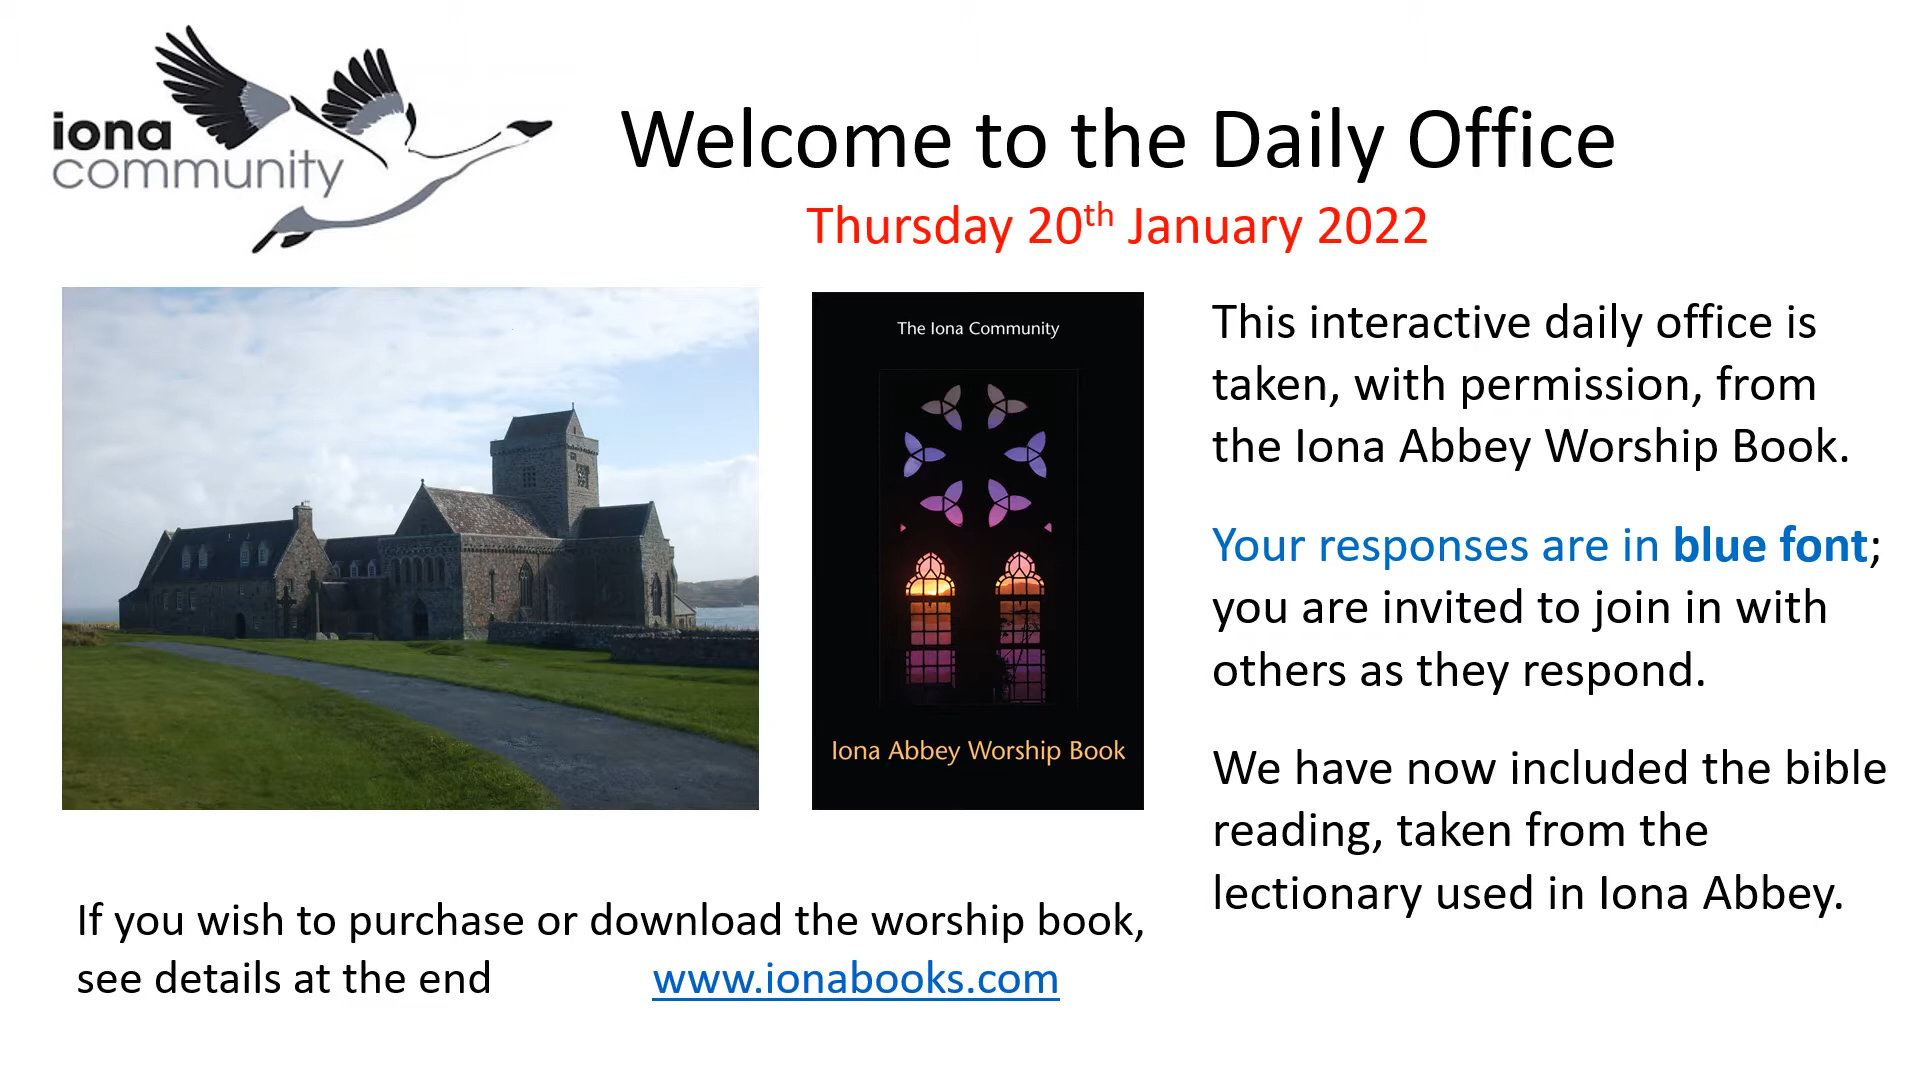 iona
community
Welcome to the Daily Office
Thursday 20th January 2022
The Iona Community
Iona Abbey Worship Book
This interactive daily office is
taken, with permission, from
the Iona Abbey Worship Book.
Your responses are in blue font;
you are invited to join in with
others as they respond.
We have now included the bible
reading, taken from the
lectionary used in Iona Abbey.
If you wish to purchase or download the worship book,
see details at the end www.ionabooks.com